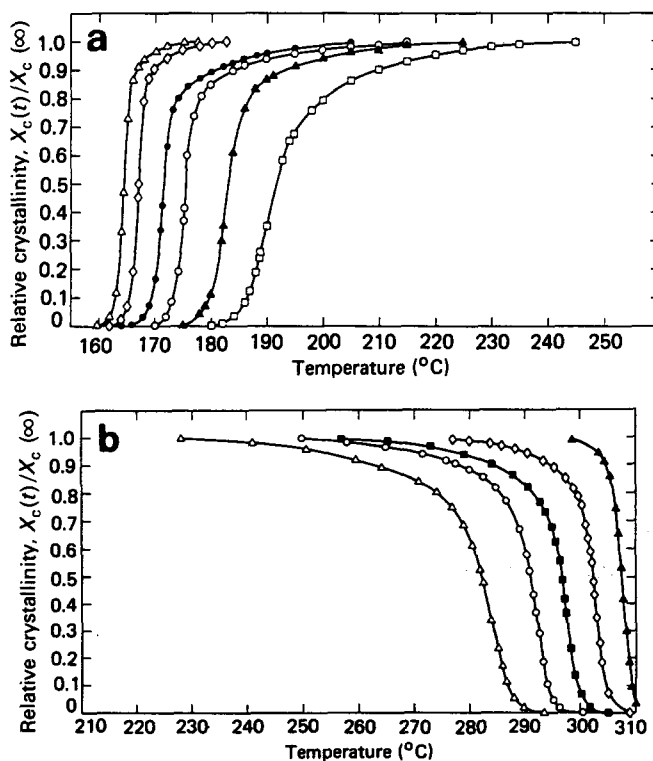 a
Relative crystallinity, Xc(t)/Xc (∞)
1.0
0.9
0.8
0.7
0.6
0.5
0.4
0.3
0.2
0.1
0
160 170 180 190 200 210 220 230 240 250
Temperature (°C)
b
Relative crystallinity, Xc(t)/Xc (∞)
1.0
0.9
0.8
0.7
0.6
0.5
0.4
0.3
0.2
0.1
0
210 220 230 240 250 260 270 280 290 300 310
Temperature (°C)